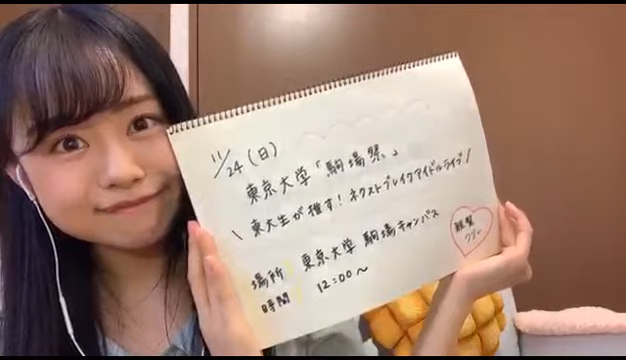 11/24(日)
東京大学「駒場祭」
\東大生が推す!ネクストブレイクアイドルライブ/
場所 東京大学 駒場キャンパス
時間 12:00〜
観覧
フリー